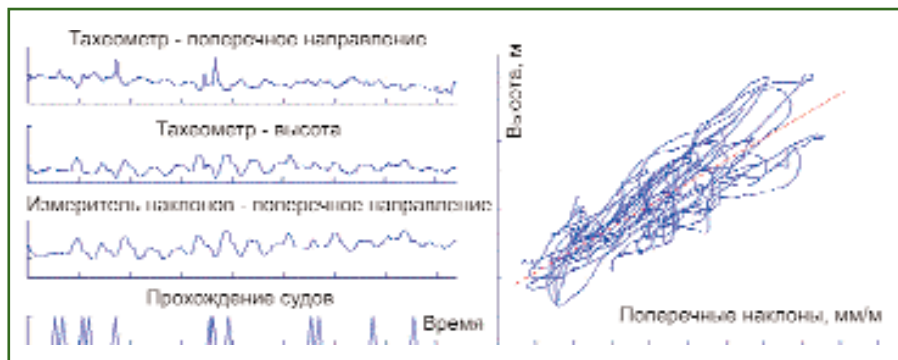 Тахеометр - поперечное направление
Тахеометр - высота
Измеритель наклонов - поперечное направление
Прохождение судов
Время
Высота, м
Поперечные наклоны, мм/м